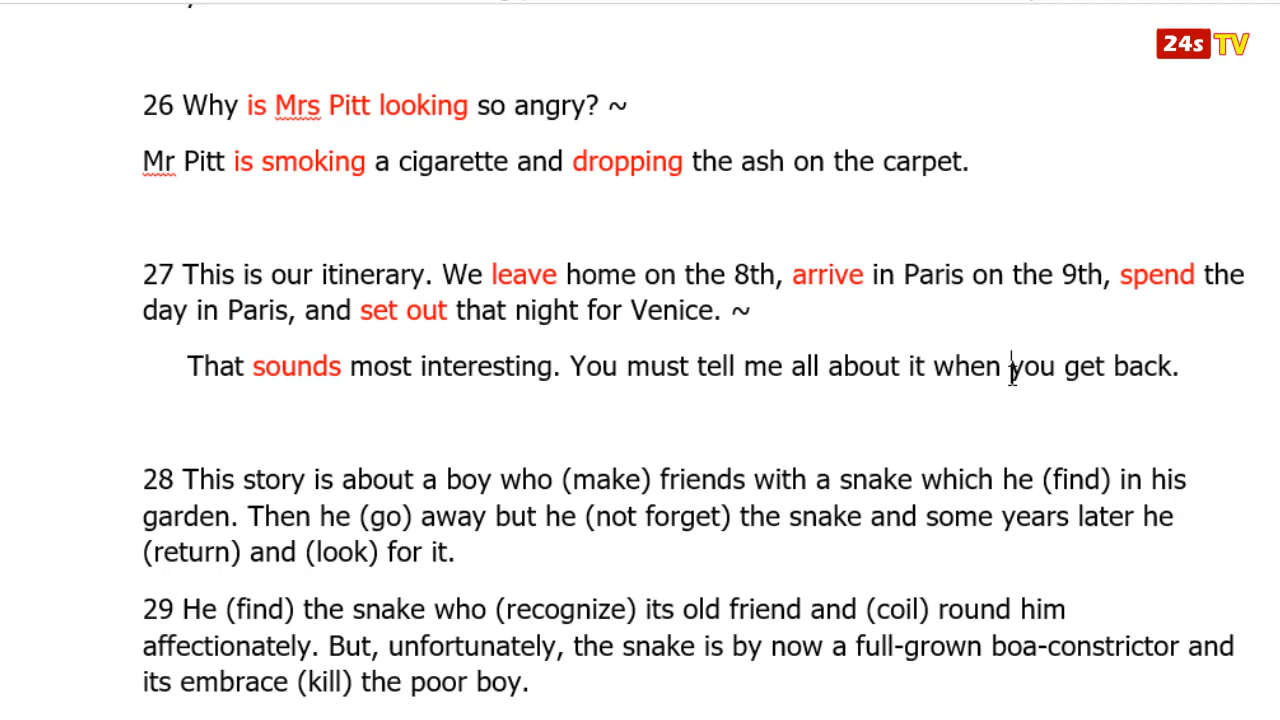 24s TV
26 Why is Mrs Pitt looking so angry? ~
Mr Pitt is smoking a cigarette and dropping the ash on the carpet.
27 This is our itinerary. We leave home on the 8th, arrive in Paris on the 9th, spend the
day in Paris, and set out that night for Venice. ~
That sounds most interesting. You must tell me all about it when you get back.
28 This story is about a boy who (make) friends with a snake which he (find) in his
garden. Then he (go) away but he (not forget) the snake and some years later he
(return) and (look) for it.
29 He (find) the snake who (recognize) its old friend and (coil) round him
affectionately. But, unfortunately, the snake is by now a full-grown boa-constrictor and
its embrace (kill) the poor boy.